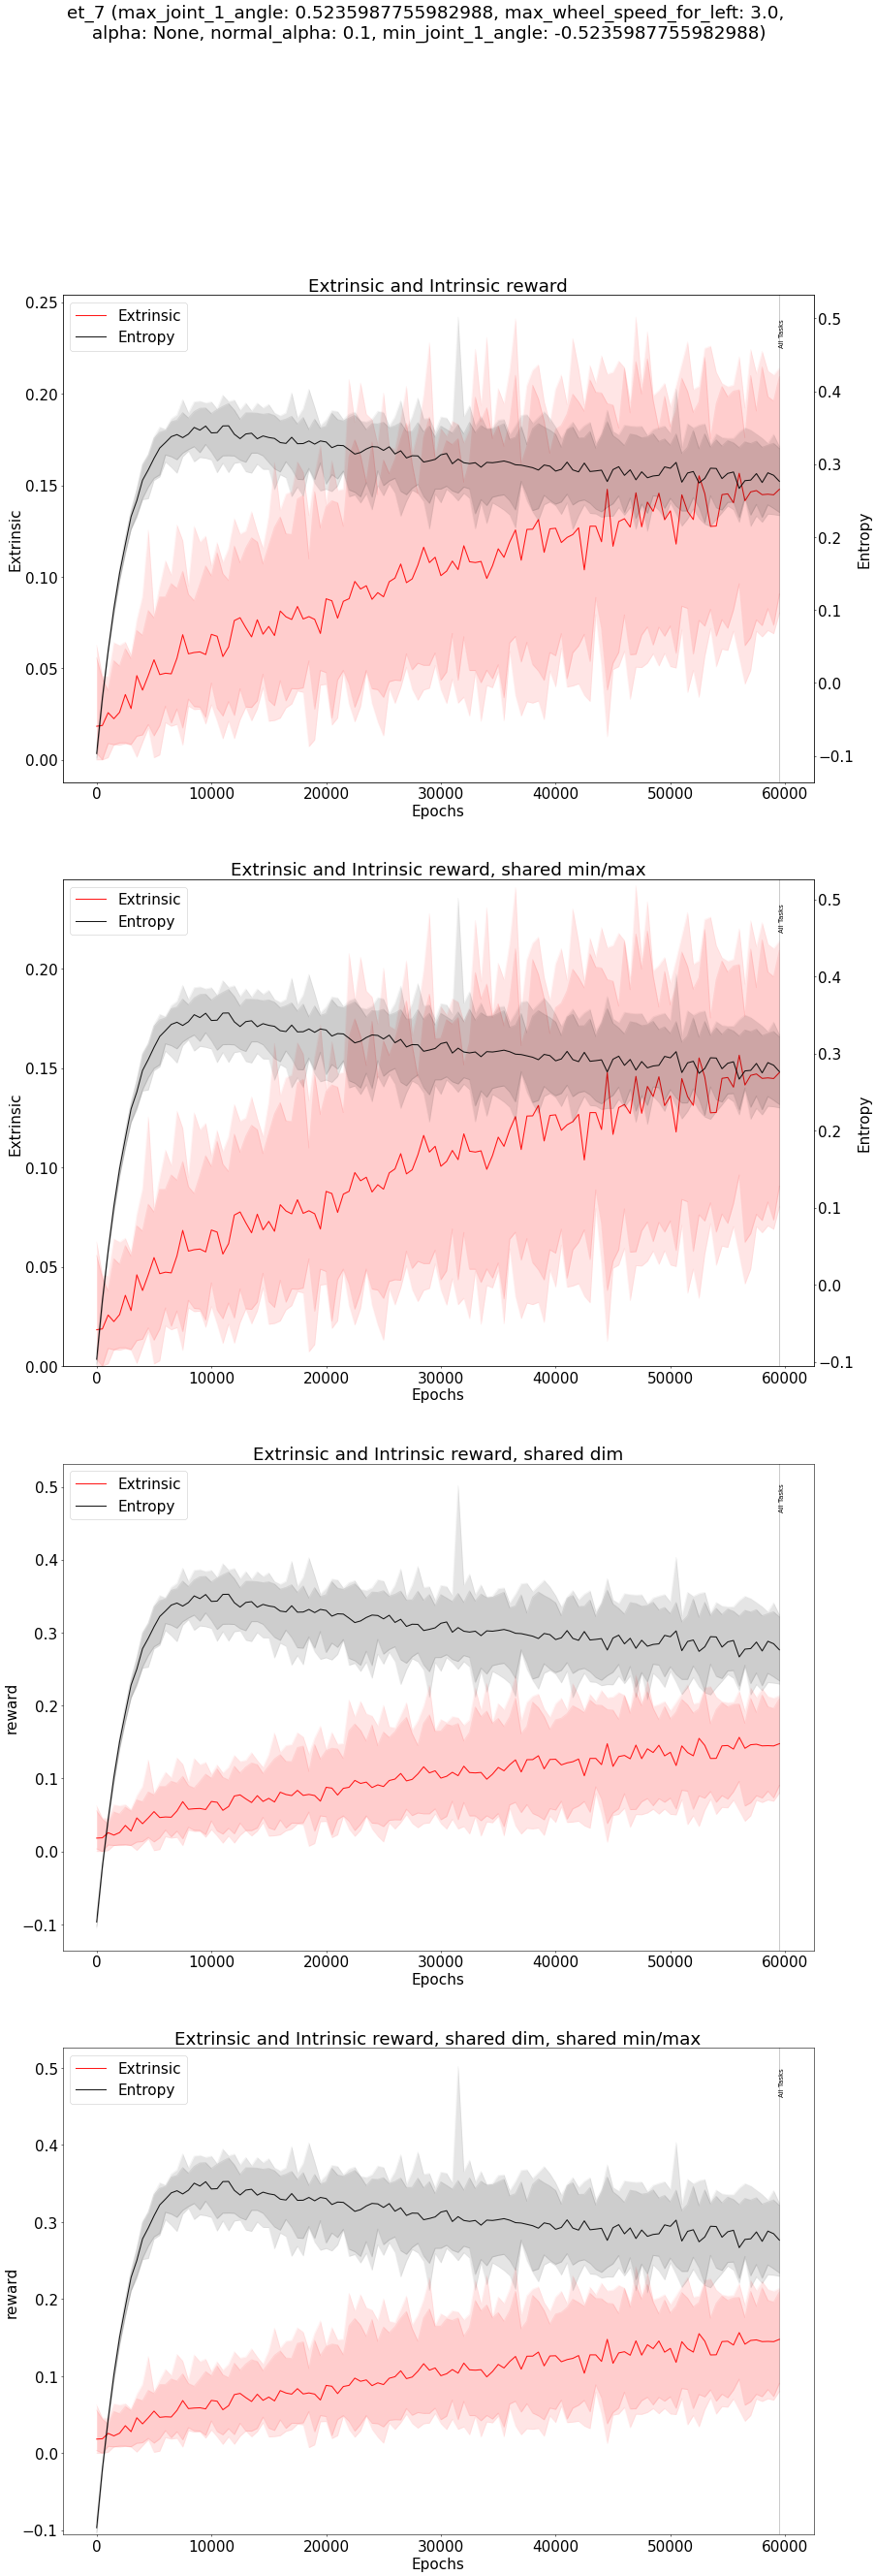 et_7 (max_joint_1_angle: 0.5235987755982988, max_wheel_speed_for_left: 3.0,
alpha: None, normal_alpha: 0.1, min_joint_1_angle: -0.5235987755982988)
Extrinsic and Intrinsic reward
Extrinsic
Entropy
All Tasks
0.25
0.20
0.15
0.10
0.05
0.00
Extrinsic
0.5
0.4
0.3
0.2
0.1
0.0
−0.1
Entropy
0 10000 20000 30000 40000 50000 60000
Epochs
Extrinsic and Intrinsic reward, shared min/max
Extrinsic
Entropy
All Tasks
0.20
0.15
0.10
0.05
0.00
Extrinsic
0.5
0.4
0.3
0.2
0.1
0.0
−0.1
Entropy
0 10000 20000 30000 40000 50000 60000
Epochs
Extrinsic and Intrinsic reward, shared dim
Extrinsic
Entropy
All Tasks
0.5
0.4
0.3
0.2
0.1
0.0
−0.1
reward
0 10000 20000 30000 40000 50000 60000
Epochs
Extrinsic and Intrinsic reward, shared dim, shared min/max
Extrinsic
Entropy
All Tasks
0.5
0.4
0.3
0.2
0.1
0.0
−0.1
reward
0 10000 20000 30000 40000 50000 60000
Epochs